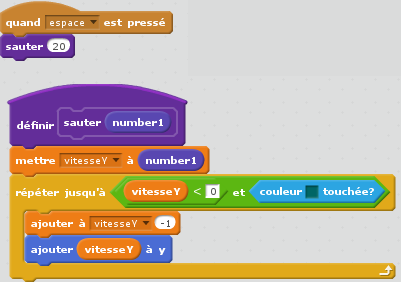 quand espace est pressé
sauter 20
définir sauter number1
mettre vitesseY à number1
répéter jusqu'à vitesseY < 0 et couleur touchée?
ajouter à vitesseY -1
ajouter vitesseY à y